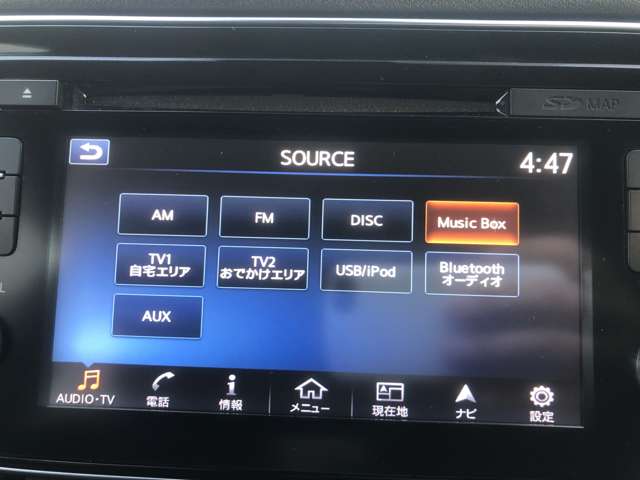 SD MAP
SOURCE
4:47
AM
FM
DISC
Music Box
TV1
自宅エリア
TV2
おでかけエリア
USB/iPod
Bluetooth
オーディオ
AUX
AUDIO・TV
電話
情報
メニュー
現在地
ナビ
設定